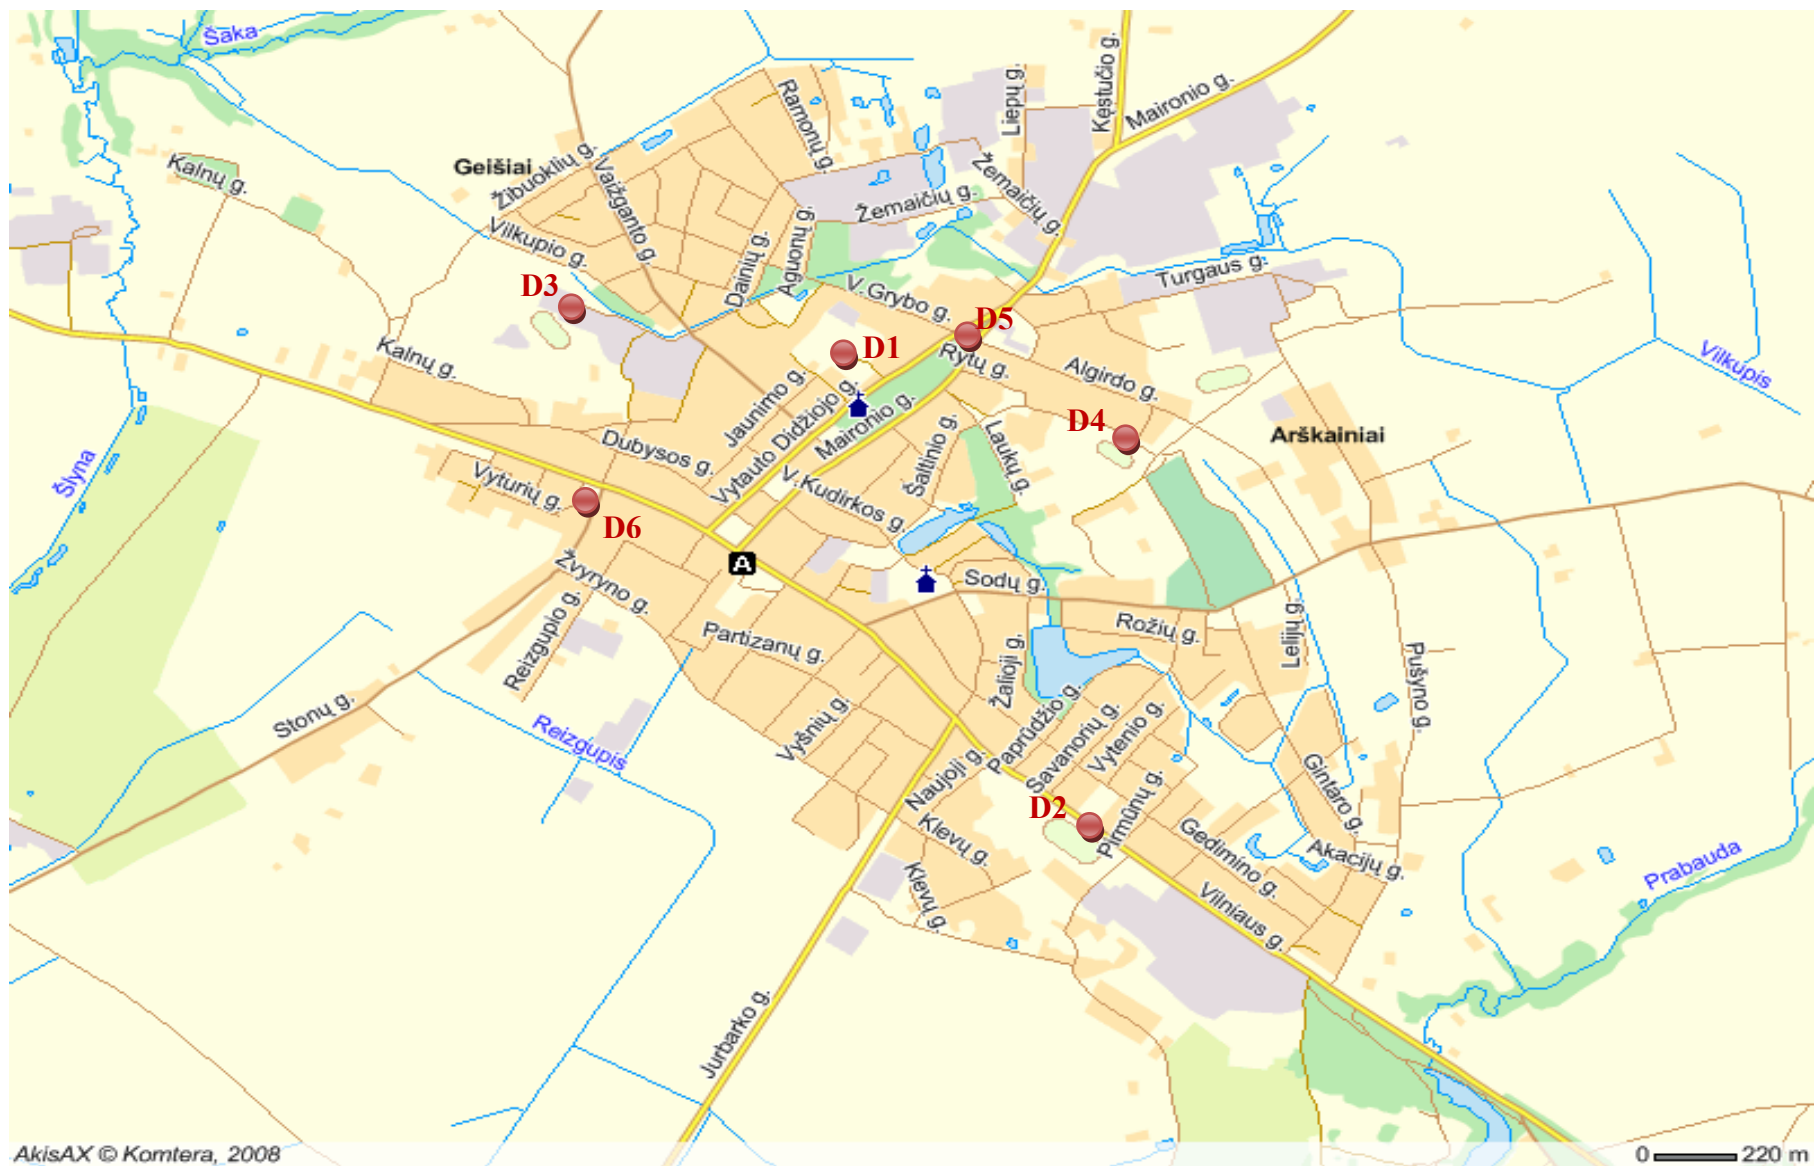 Šaka
Kęstučio g.
Liepų g.
Maironio g.
Ramonų g.
Kalnų g.
Geišiai
Žibuoklių g.
Vaižganto g.
Žemaičių g.
Žemaičių g.
Vilkupio g.
Dainių g.
Aguonų g.
Turgaus g.
D3
V.Grybo g.
D5
D1
Rytų g.
Algirdo g.
Kalnų g.
Vilkupis
Jaunimo g.
Vytauto Didžiojo g.
Maironio g.
D4
Arškainiai
Dubysos g.
Šaltinio g.
Laukų g.
Šlyna
Vyturių g.
V.Kudirkos g.
D6
A
Žvyryno g.
Sodų g.
Reizgupio g.
Partizanų g.
Rožių g.
Lelijų g.
Žalioji g.
Pušyno g.
Stonų g.
Vyšnių g.
Reizgupis
Paprūdžio g.
Savanorių g.
Vytenio g.
Naujoji g.
Gintaro g.
D2
Pirmūnų g.
Klevų g.
Gedimino g.
Akacijų g.
Prabauda
Klevų g.
Vilniaus g.
Jurbarko g.
AkisAX © Komtera, 2008
0 220 m